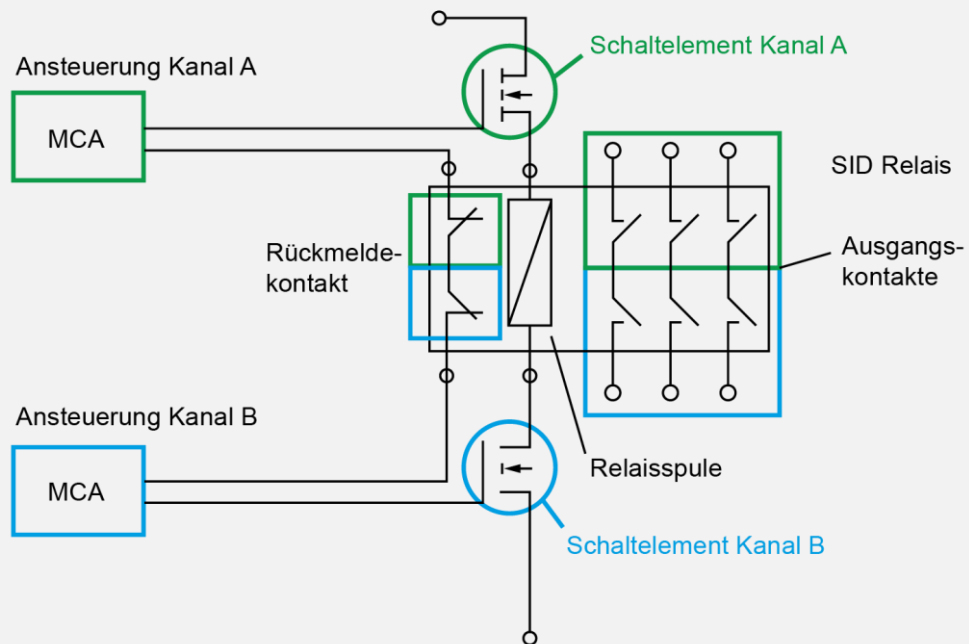 Schaltelement Kanal A
Ansteuerung Kanal A
MCA
SID Relais
Rückmelde-
kontakt
Ausgangs-
kontakte
Ansteuerung Kanal B
MCA
Relaisspule
Schaltelement Kanal B